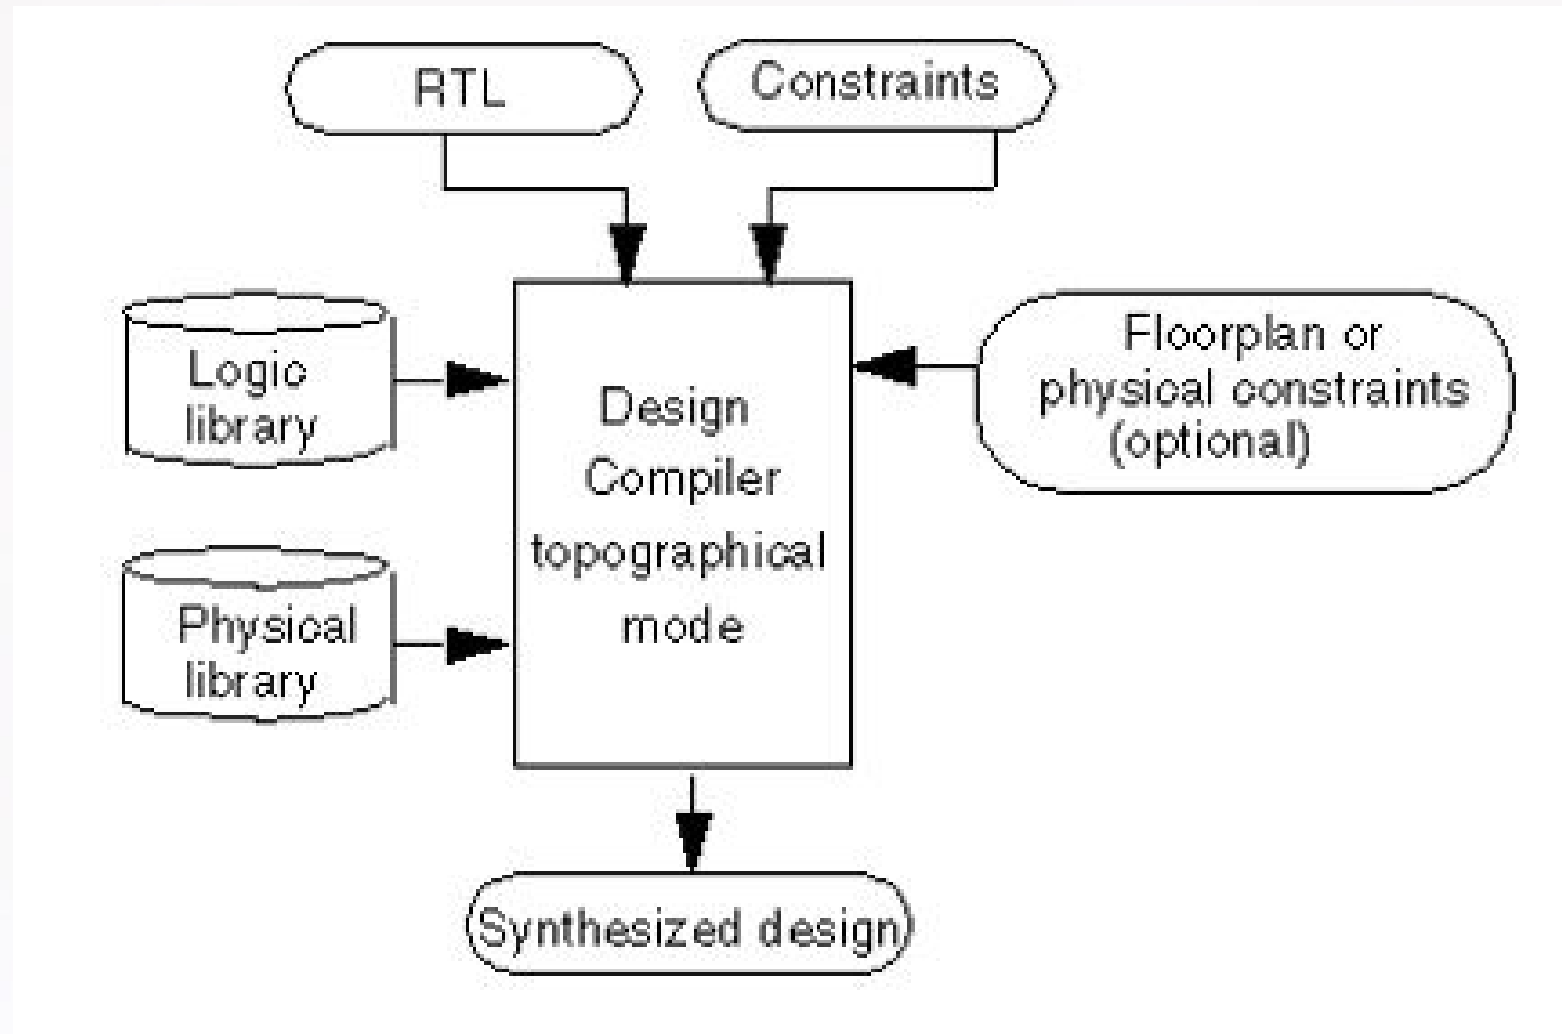 RTL
Constraints
Logic
library
Floorplan or
physical constraints
(optional)
Design
Compiler
topographical
mode
Physical
library
Synthesized design